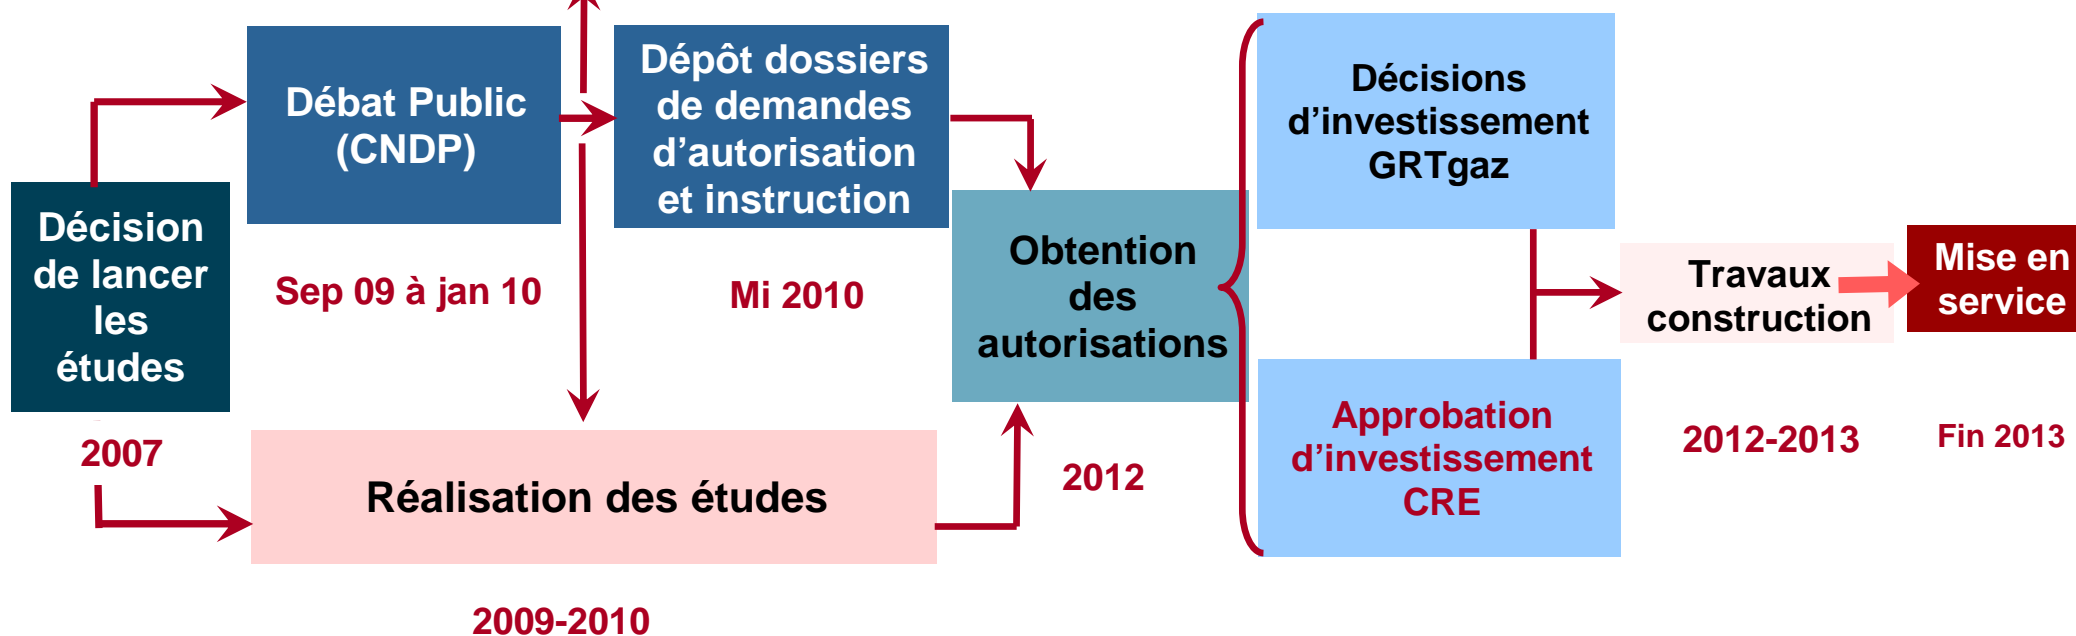 Décision
de lancer
les
études
2007
Débat Public
(CNDP)
Sep 09 à jan 10
Dépôt dossiers
de demandes
d’autorisation
et instruction
Mi 2010
Réalisation des études
2009-2010
Obtention
des
autorisations
2012
Décisions
d’investissement
GRTgaz
Approbation
d’investissement
CRE
Travaux
construction
2012-2013
Mise en
service
Fin 2013